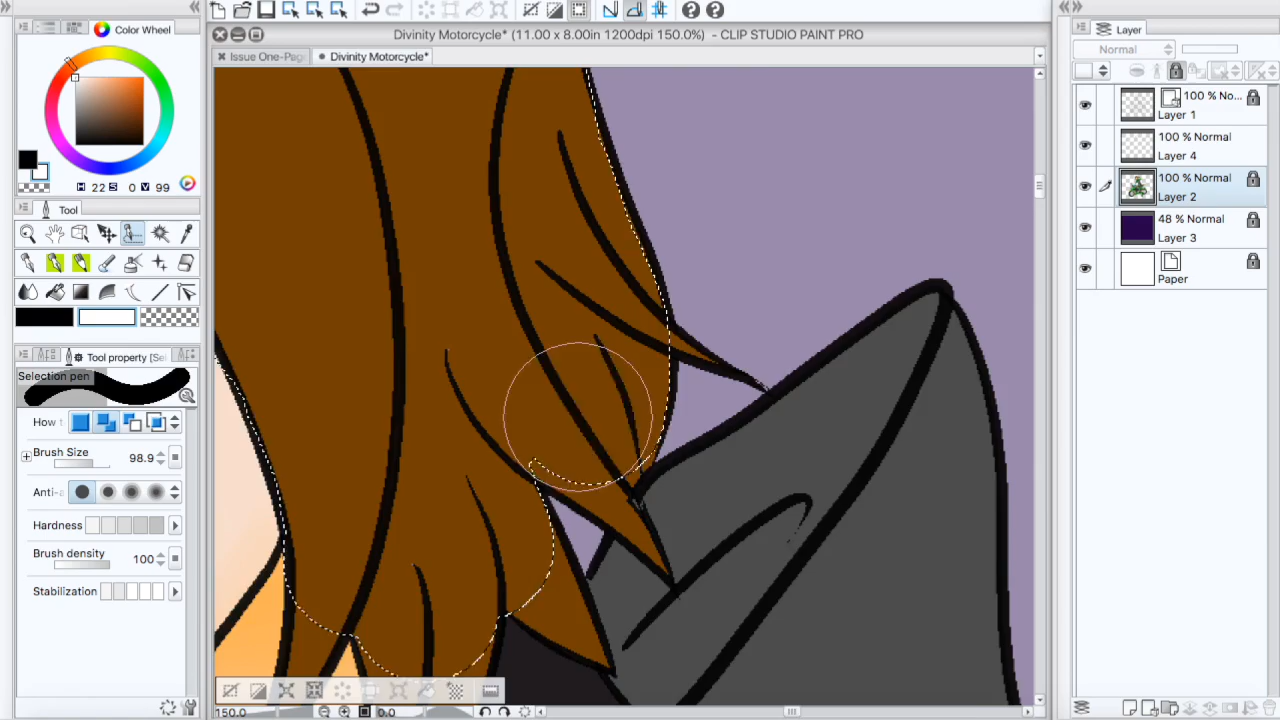 Divinity Motorcycle* (11.00 x 8.00in 1200dpi 150.0%) - CLIP STUDIO PAINT PRO
Issue One-Pag
Divinity Motorcycle*
Color Wheel
H 22 S 0 V 99
Tool
Tool property [Sel
Selection pen
How t
Brush Size
98.9
Anti-a
Hardness
Brush density
100
Stabilization
150.0
0.0
Layer
Normal
100 % No...
Layer 1
100 % Normal
Layer 4
100 % Normal
Layer 2
48 % Normal
Layer 3
Paper